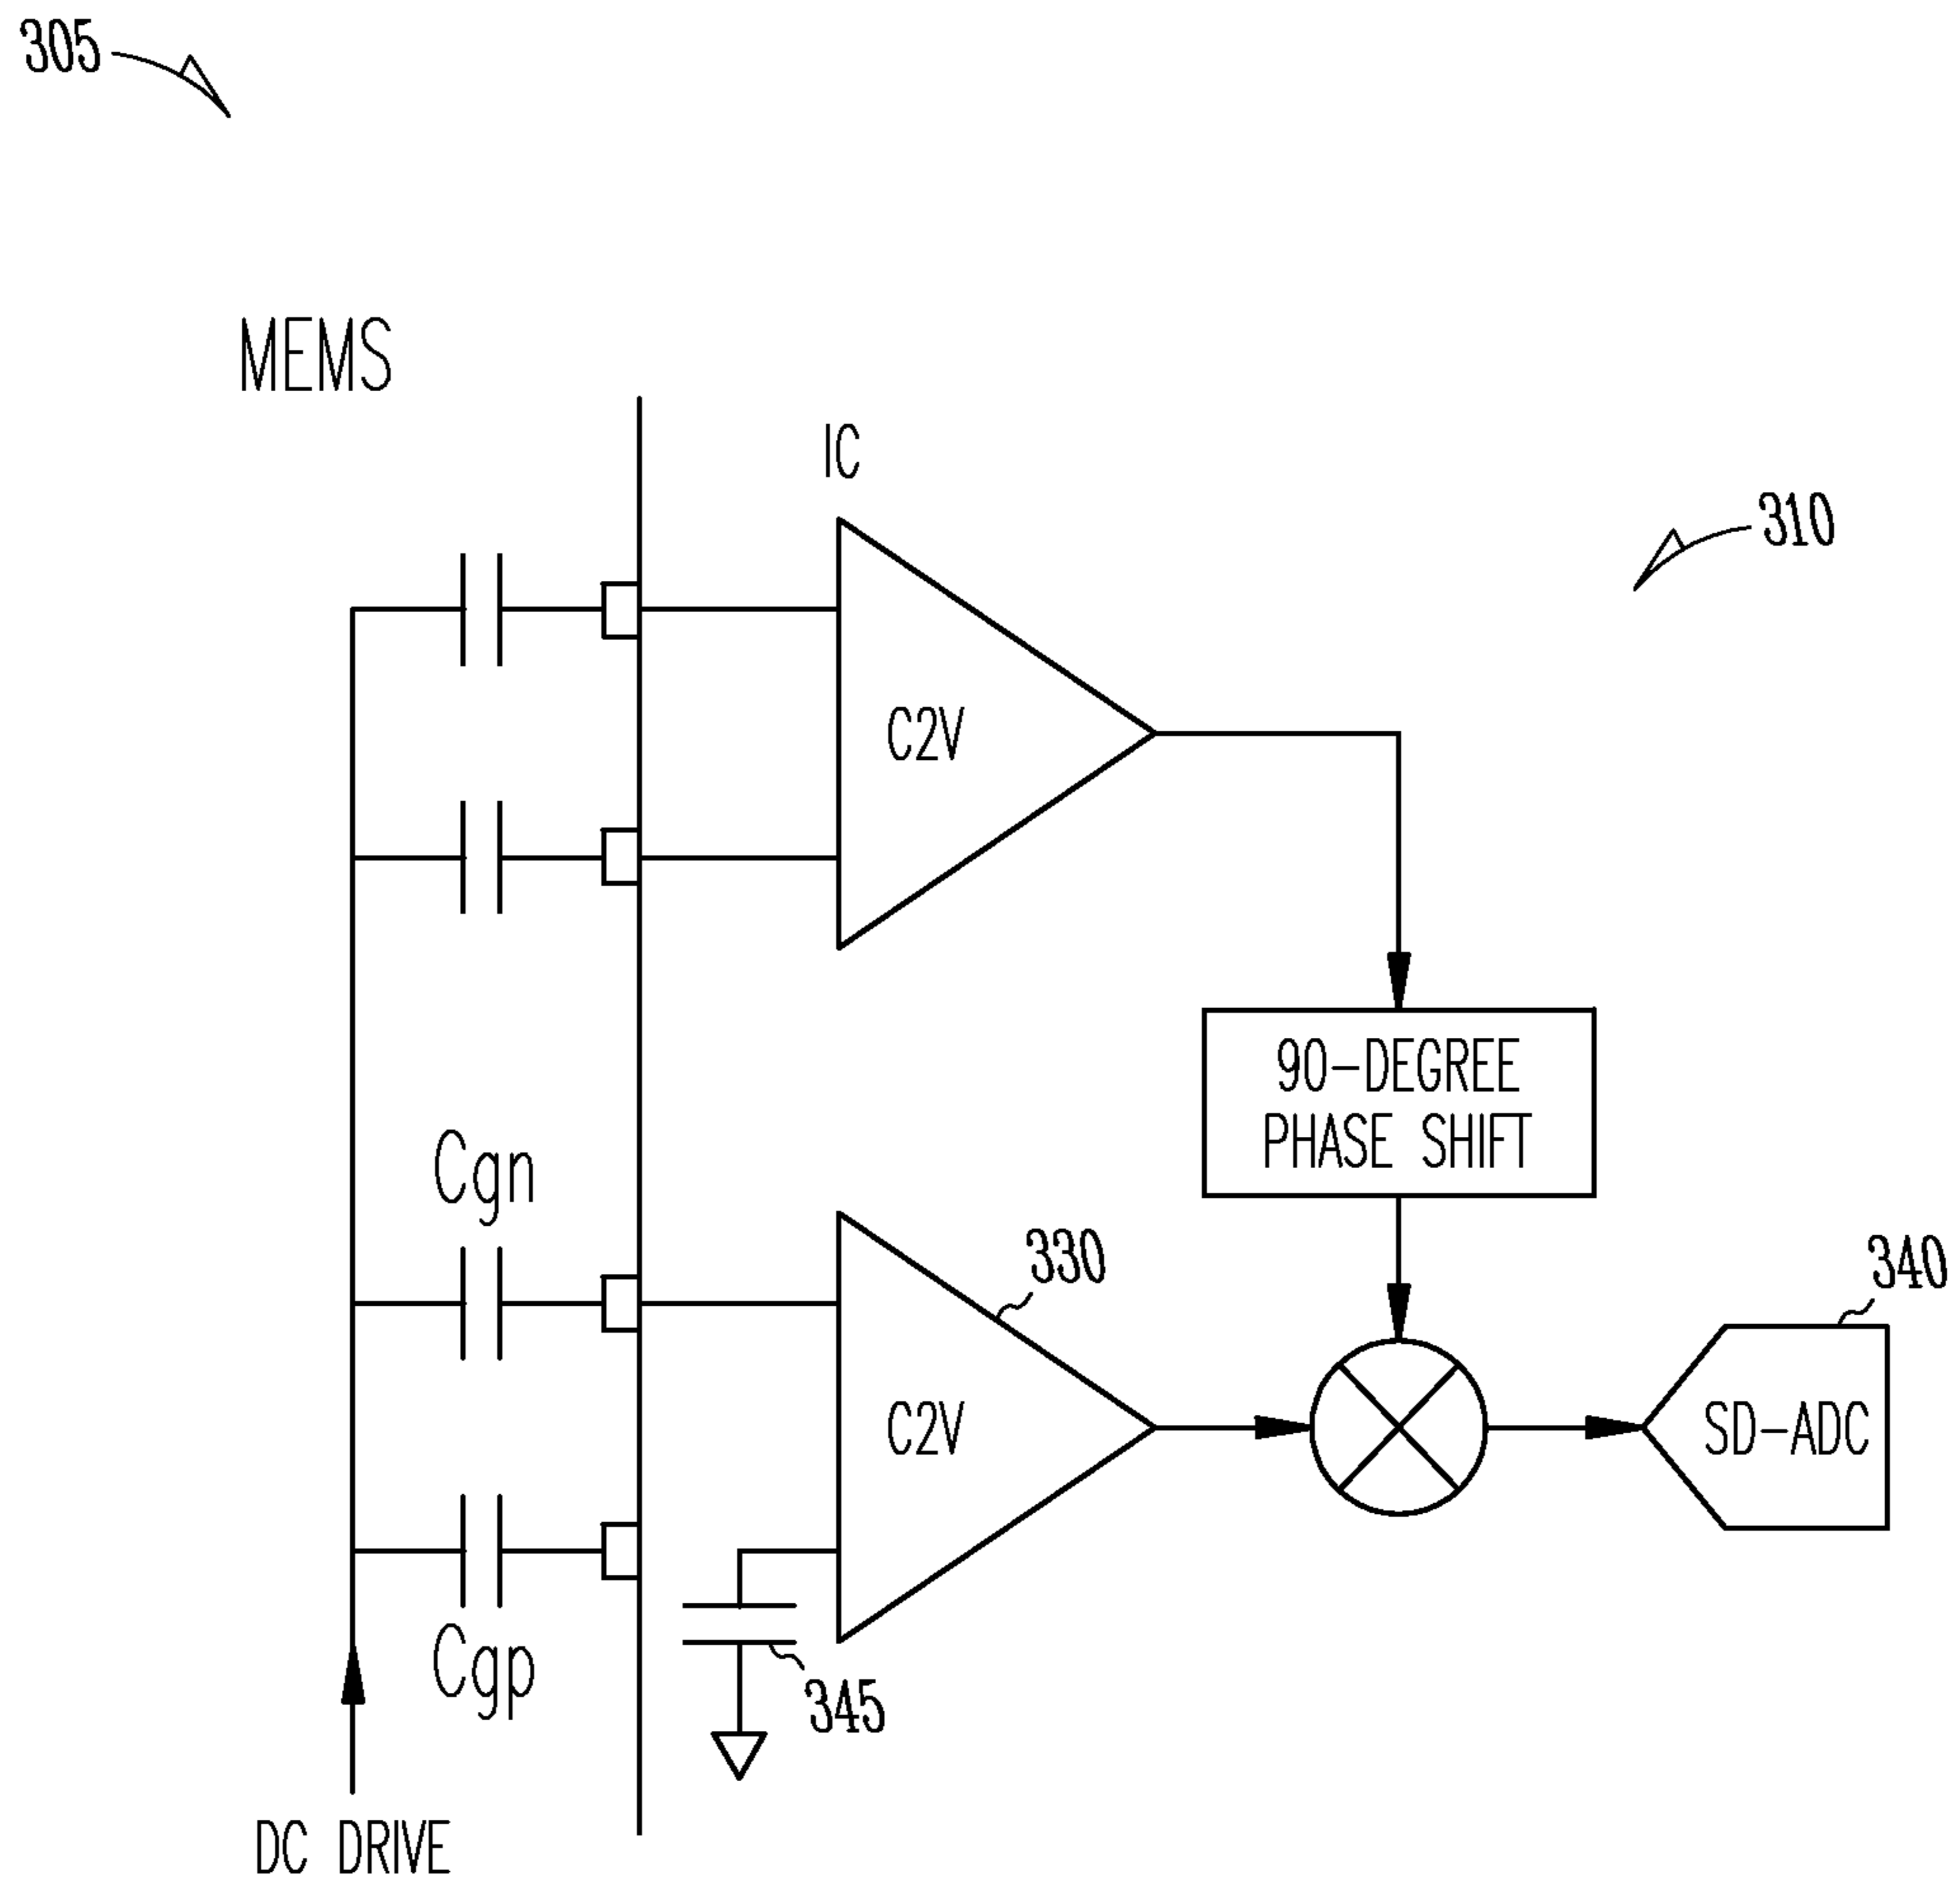 305
MEMS
IC
310
C2V
90-DEGREE
PHASE SHIFT
Cgn
330
340
C2V
SD-ADC
Cgp
345
DC DRIVE